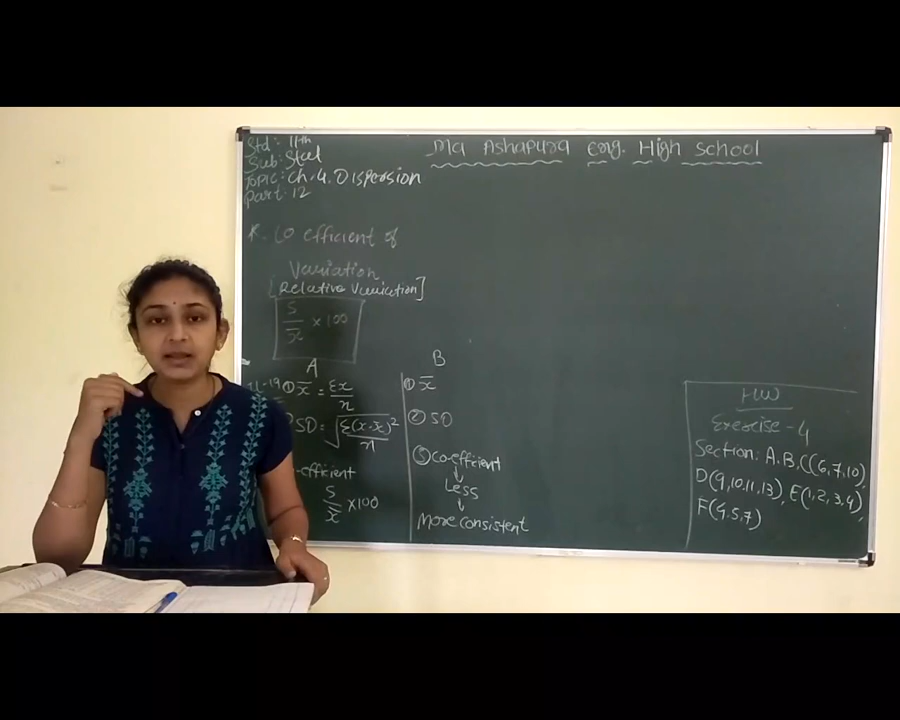 Std: 11th
Sub: Stat
Topic: Ch.4. Dispersion
Part: 12
Ma Ashapura Eng. High School
* Co efficient of
Variation
[Relative Variation]
S
x̄ × 100
A
① x̄ = Σx
n
SD = √Σ(x-x̄)²
n
-efficient
S
x̄ ×100
B
① x̄
② SD
③ Co-efficient
↓
Less
↓
More consistent
HW
Exercise - 4
Section: A, B, C(6,7,10),
D(9,10,11,13), E(1,2,3,4),
F(4,5,7)